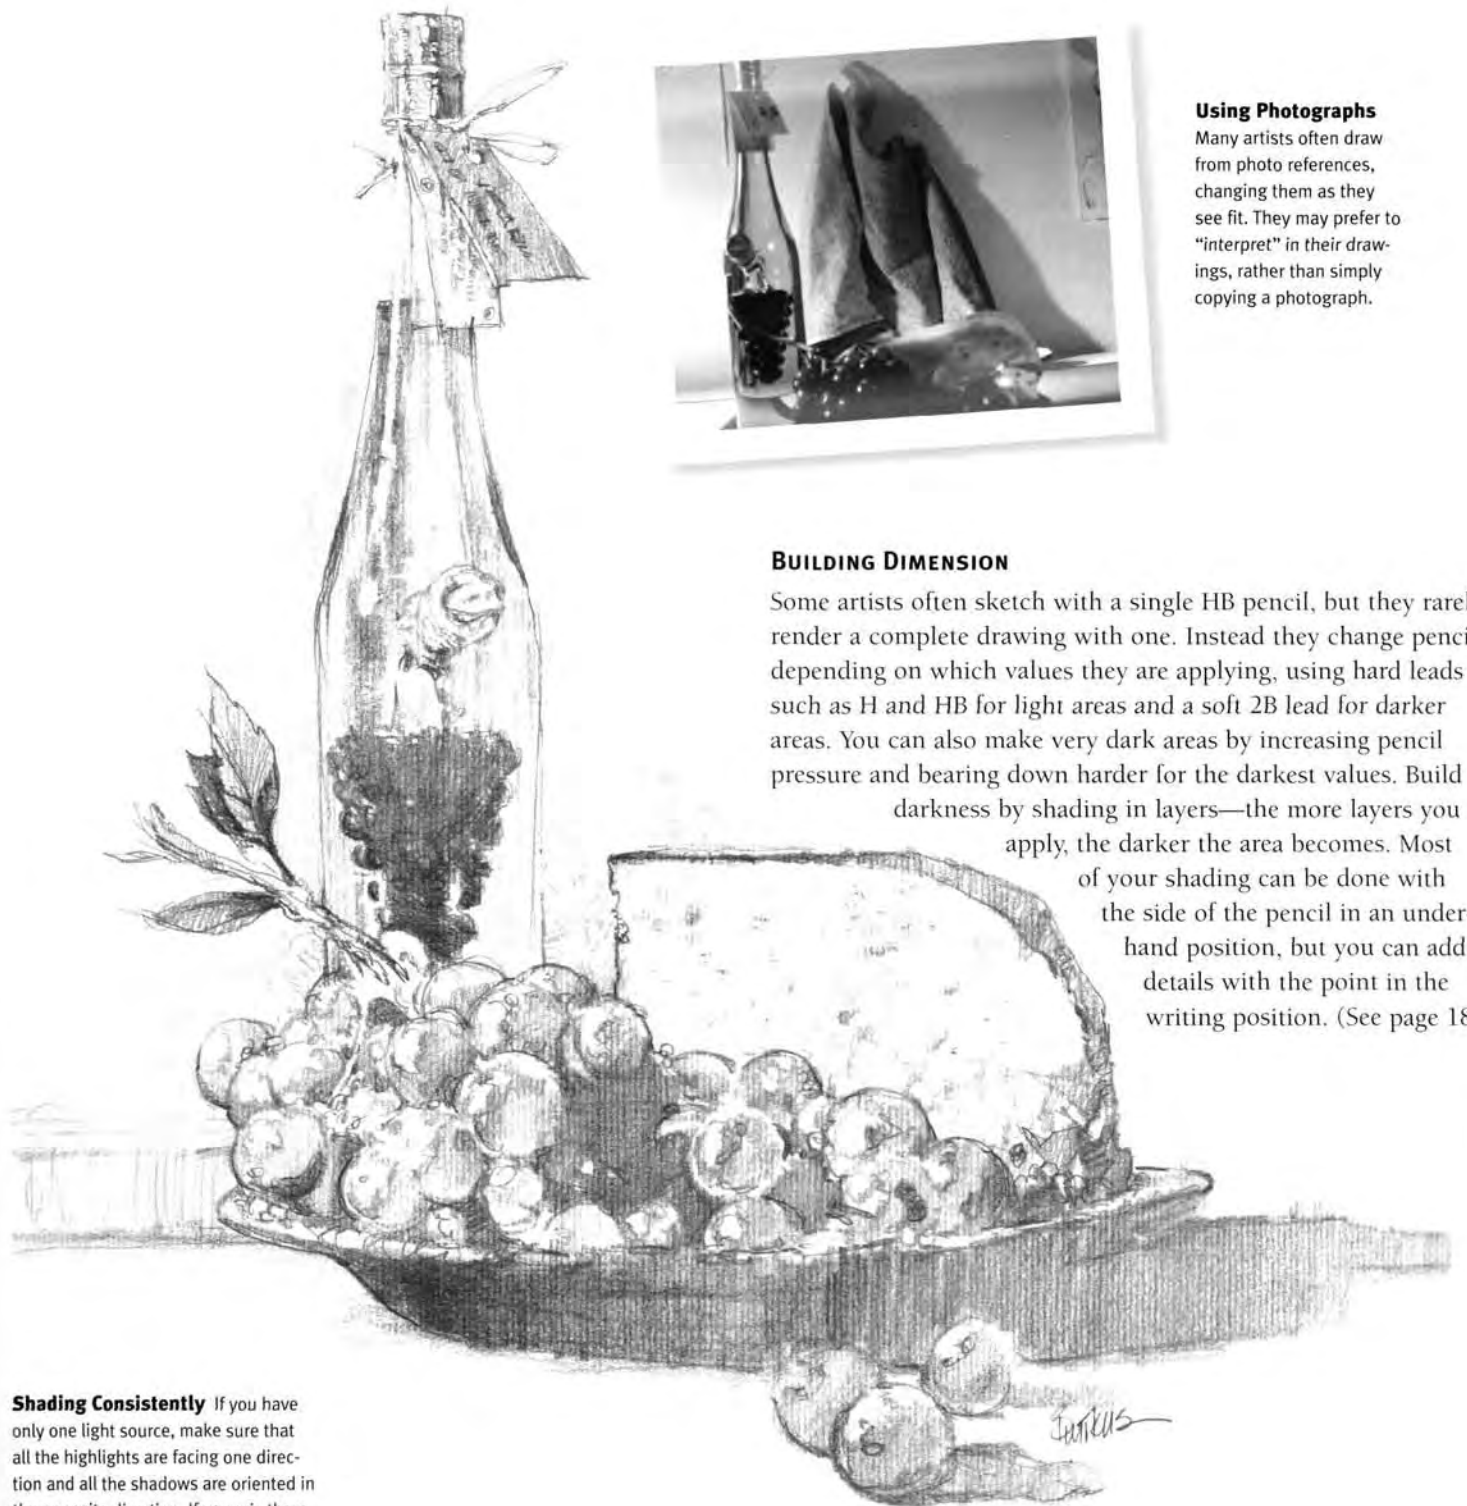 Using Photographs
Many artists often draw
from photo references,
changing them as they
see fit. They may prefer to
“interpret” in their draw-
ings, rather than simply
copying a photograph.
BUILDING DIMENSION
Some artists often sketch with a single HB pencil, but they rarel
render a complete drawing with one. Instead they change penci
depending on which values they are applying, using hard leads
such as H and HB for light areas and a soft 2B lead for darker
areas. You can also make very dark areas by increasing pencil
pressure and bearing down harder for the darkest values. Build
darkness by shading in layers—the more layers you
apply, the darker the area becomes. Most
of your shading can be done with
the side of the pencil in an under
hand position, but you can add
details with the point in the
writing position. (See page 18
Shading Consistently If you have
only one light source, make sure that
all the highlights are facing one direc-
tion and all the shadows are oriented in